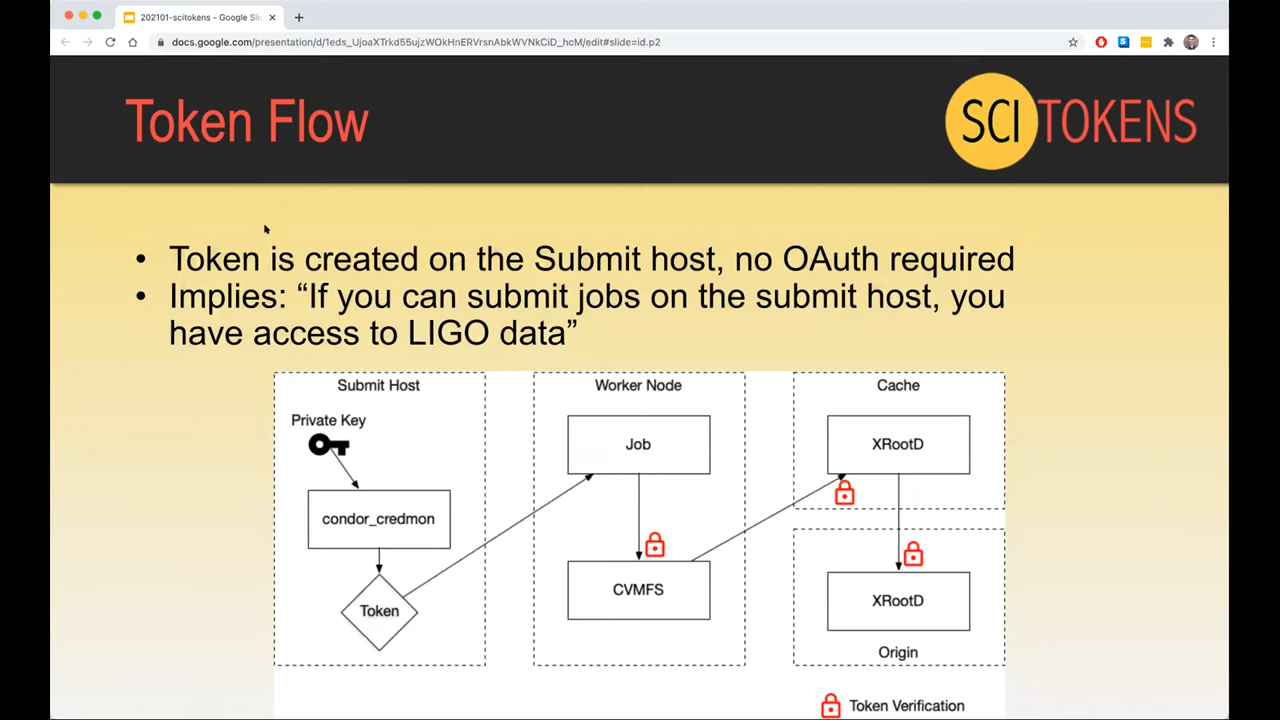 202101-scitokens - Google Sli
docs.google.com/presentation/d/1eds_UjoaXTrkd55ujzWOkHnERVrsnAbkWVNkCiD_hcM/edit#slide=id.p2
Token Flow
SCI TOKENS
• Token is created on the Submit host, no OAuth required
• Implies: “If you can submit jobs on the submit host, you
have access to LIGO data”
Submit Host
Worker Node
Cache
Private Key
Job
XRootD
condor_credmon
CVMFS
XRootD
Token
Origin
Token Verification